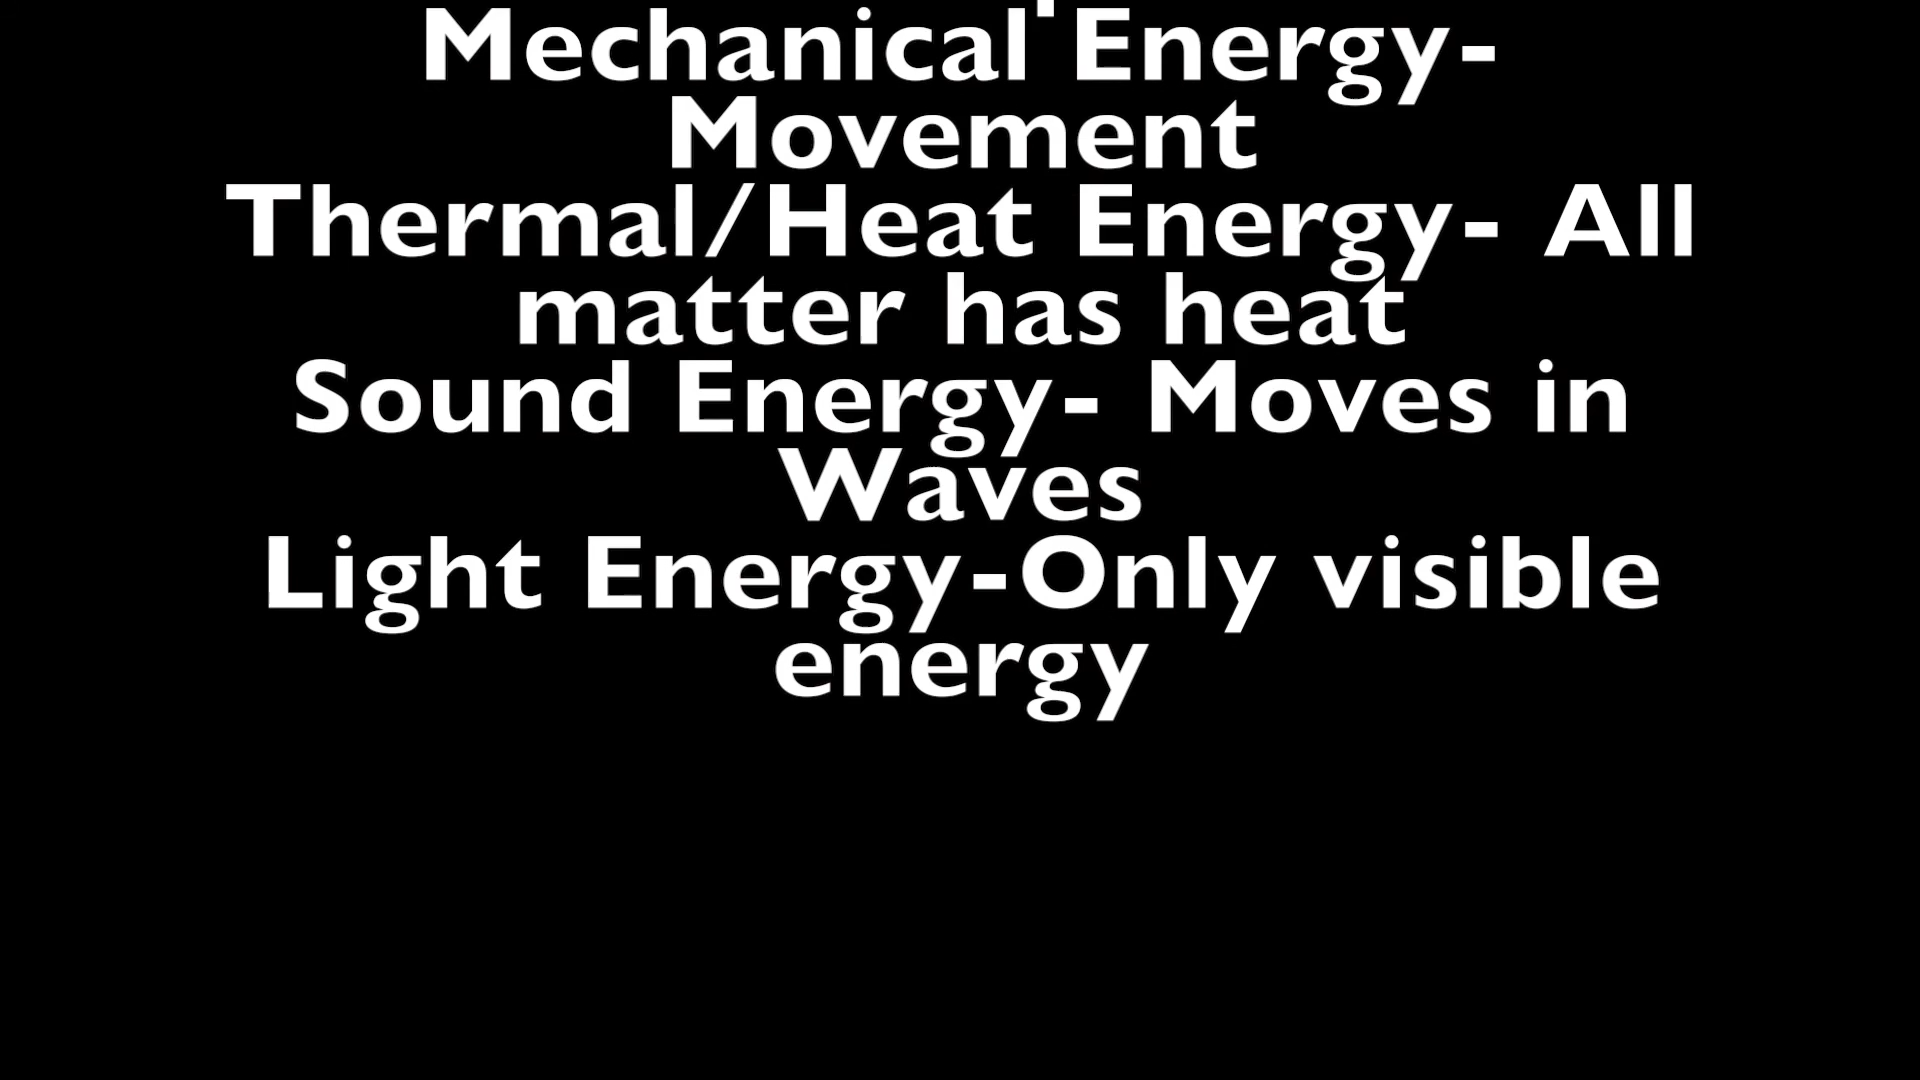 Mechanical Energy-
Movement
Thermal/Heat Energy- All
matter has heat
Sound Energy- Moves in
Waves
Light Energy-Only visible
energy